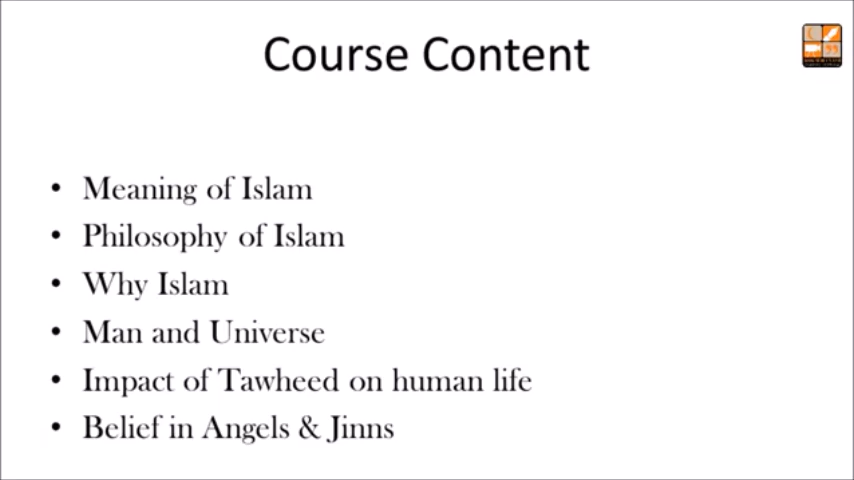 Course Content
• Meaning of Islam
• Philosophy of Islam
• Why Islam
• Man and Universe
• Impact of Tawheed on human life
• Belief in Angels & Jinns